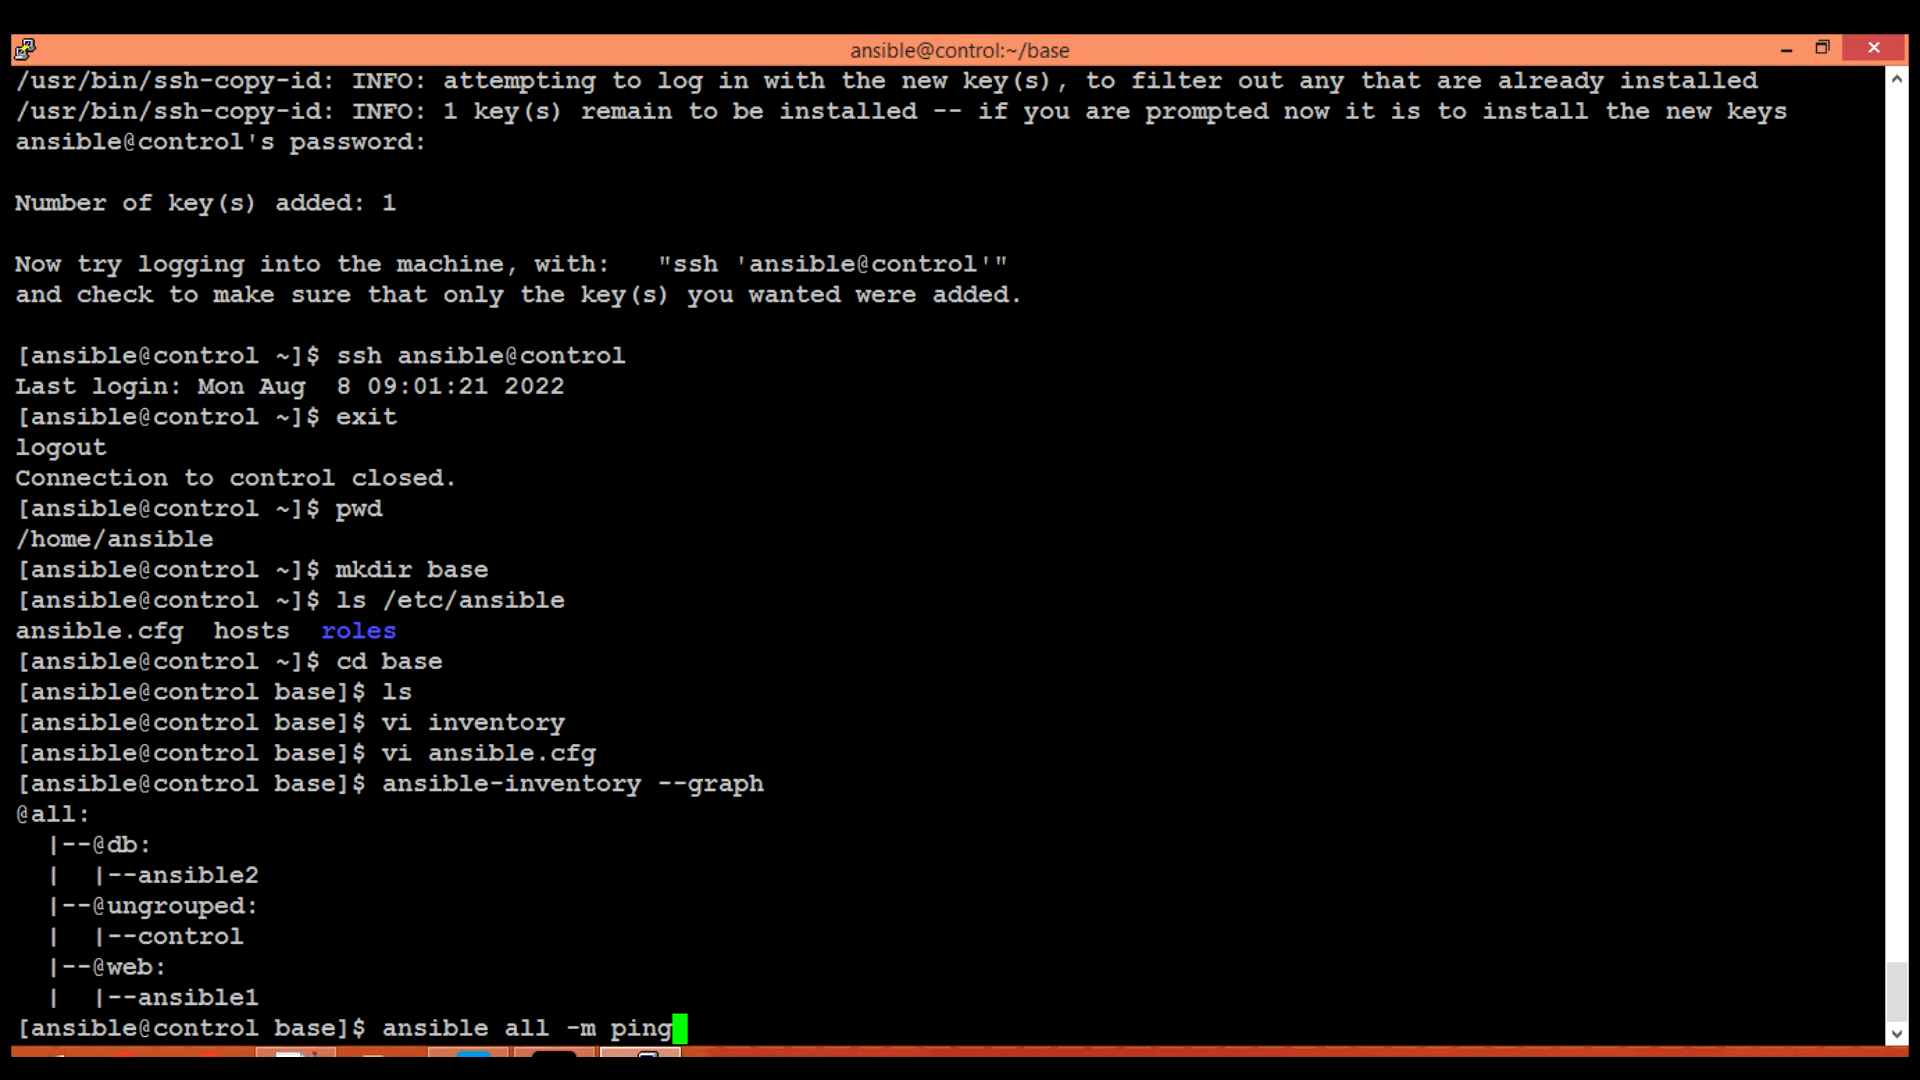 ansible@control:~/base
/usr/bin/ssh-copy-id: INFO: attempting to log in with the new key(s), to filter out any that are already installed
/usr/bin/ssh-copy-id: INFO: 1 key(s) remain to be installed -- if you are prompted now it is to install the new keys
ansible@control's password:
Number of key(s) added: 1
Now try logging into the machine, with:   "ssh 'ansible@control'"
and check to make sure that only the key(s) you wanted were added.
[ansible@control ~]$ ssh ansible@control
Last login: Mon Aug  8 09:01:21 2022
[ansible@control ~]$ exit
logout
Connection to control closed.
[ansible@control ~]$ pwd
/home/ansible
[ansible@control ~]$ mkdir base
[ansible@control ~]$ ls /etc/ansible
ansible.cfg  hosts  roles
[ansible@control ~]$ cd base
[ansible@control base]$ ls
[ansible@control base]$ vi inventory
[ansible@control base]$ vi ansible.cfg
[ansible@control base]$ ansible-inventory --graph
@all:
  |--@db:
  |  |--ansible2
  |--@ungrouped:
  |  |--control
  |--@web:
  |  |--ansible1
[ansible@control base]$ ansible all -m ping